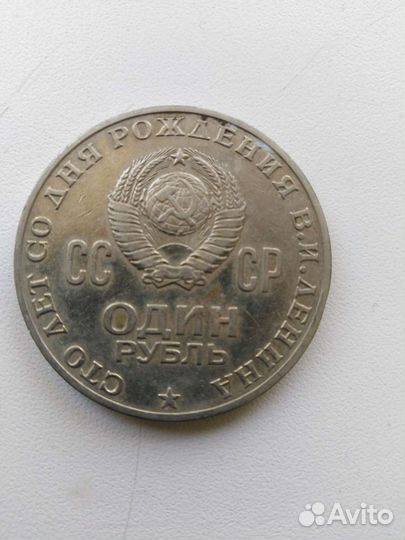 СТО ЛЕТ СО ДНЯ РОЖДЕНИЯ В.И.ЛЕНИНА
СС СР
ОДИН
РУБЛЬ
Avito